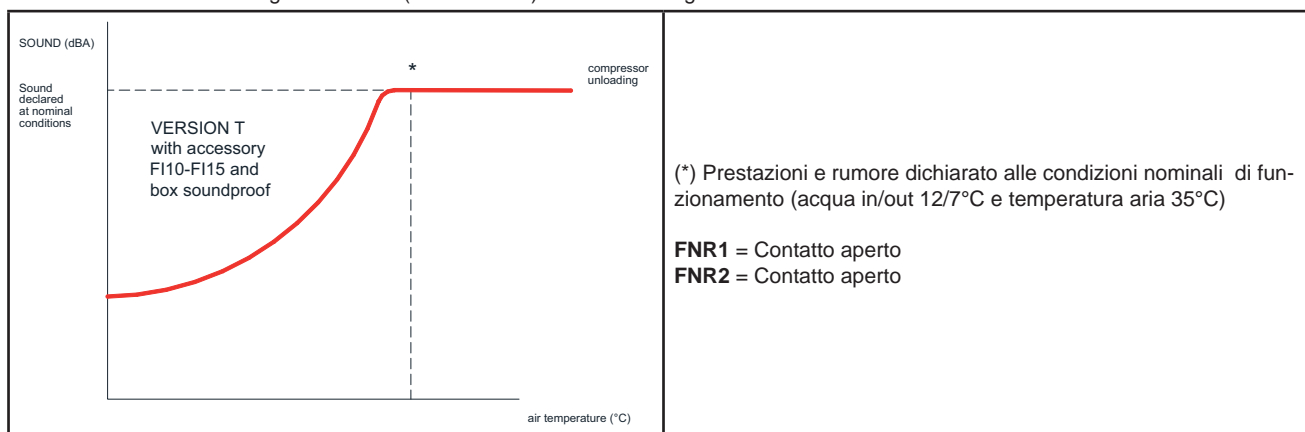 SOUND (dBA)
Sound
declared
at nominal
conditions
*
compressor
unloading
VERSION T
with accessory
FI10-FI15 and
box soundproof
air temperature (°C)
(*) Prestazioni e rumore dichiarato alle condizioni nominali di fun-
zionamento (acqua in/out 12/7°C e temperatura aria 35°C)
FNR1 = Contatto aperto
FNR2 = Contatto aperto